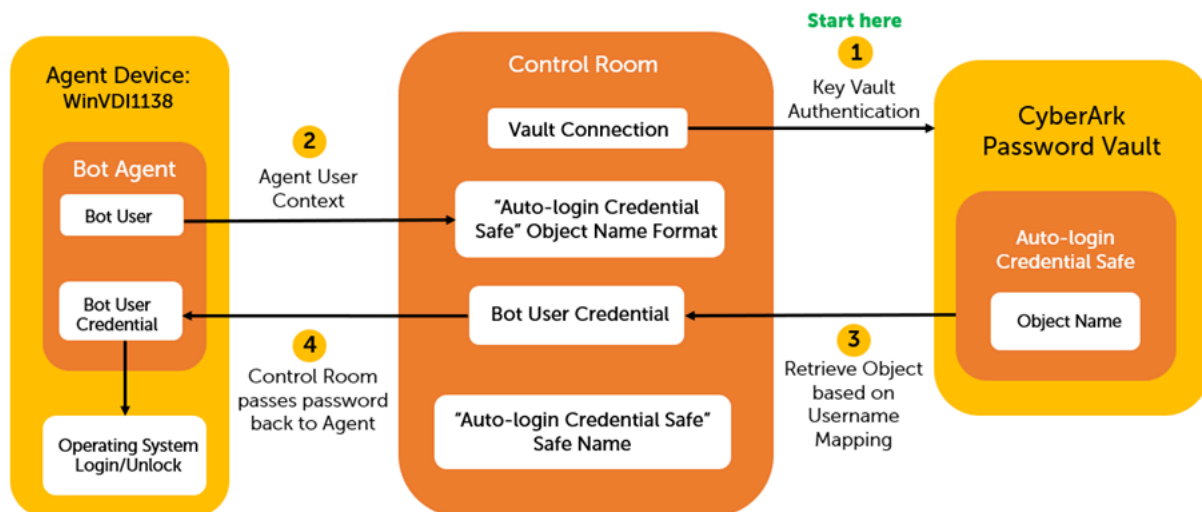 Start here
1
Key Vault
Authentication
Agent Device:
WinVDI1138
Bot Agent
Bot User
Bot User
Credential
Operating System
Login/Unlock
2
Agent User
Context
4
Control Room
passes password
back to Agent
Control Room
Vault Connection
“Auto-login Credential
Safe” Object Name Format
Bot User Credential
“Auto-login Credential Safe”
Safe Name
3
Retrieve Object
based on
Username
Mapping
CyberArk
Password Vault
Auto-login
Credential Safe
Object Name